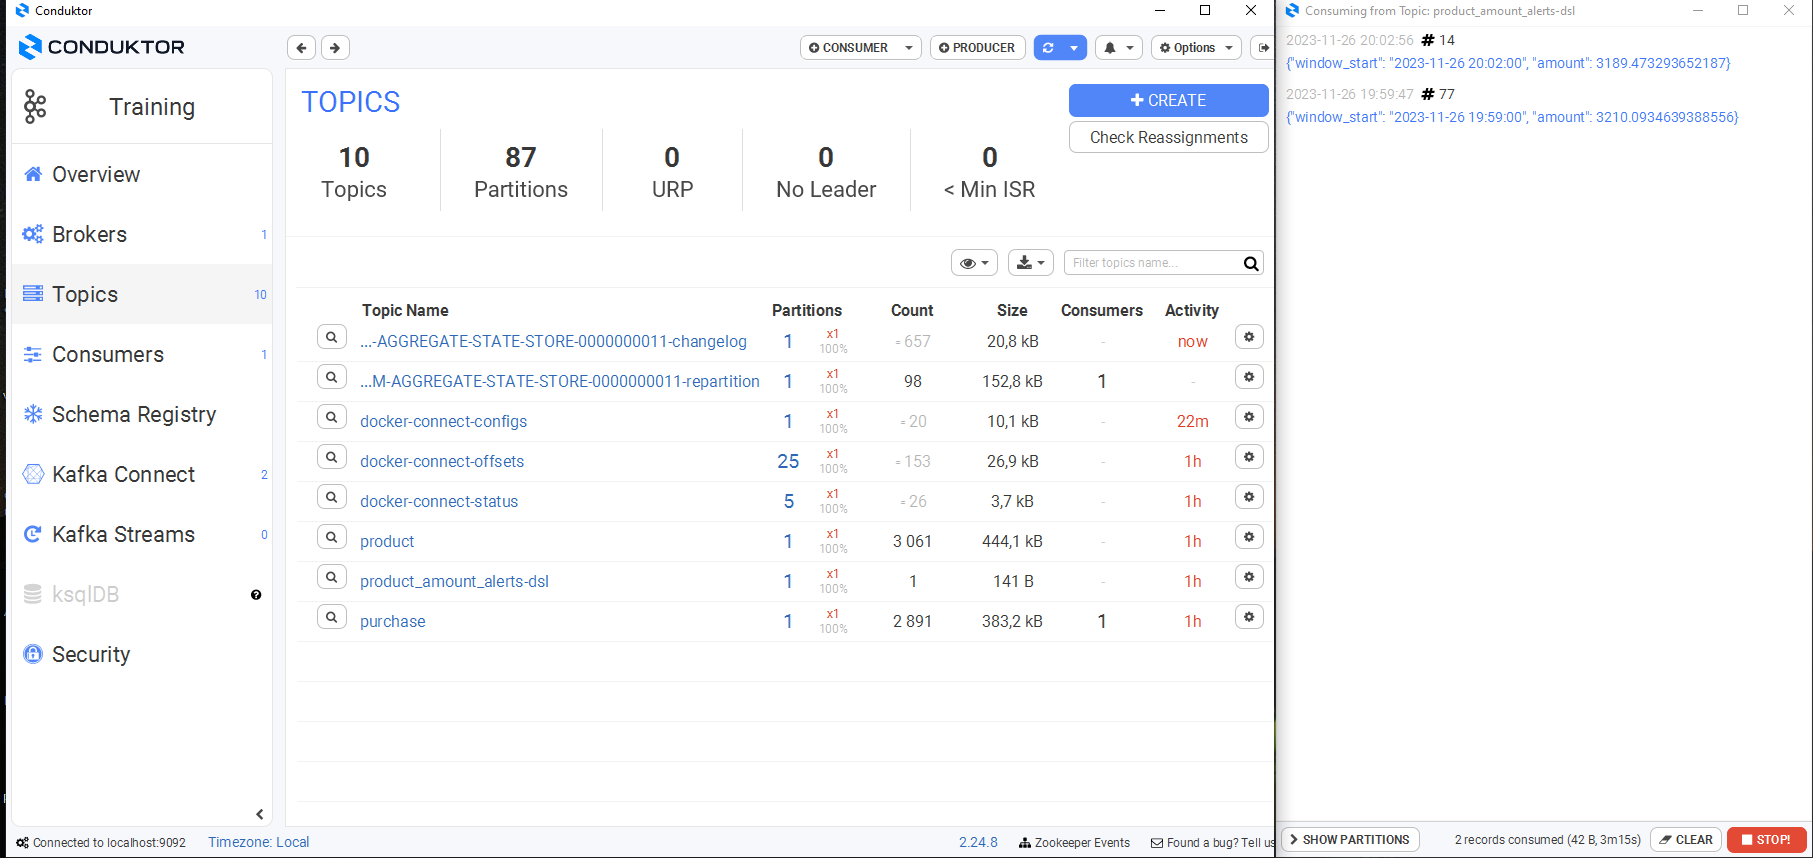 Conduktor
CONDUKTOR
CONSUMER
PRODUCER
Options
Training
Overview
Brokers 1
Topics 10
Consumers 1
Schema Registry
Kafka Connect 2
Kafka Streams 0
ksqlDB
Security
TOPICS
CREATE
Check Reassignments
10 87 0 0 0
Topics Partitions URP No Leader < Min ISR
Filter topics name...
Topic Name Partitions Count Size Consumers Activity
...-AGGREGATE-STATE-STORE-0000000011-changelog 1 x1 100% ≈ 657 20,8 kB - now
...M-AGGREGATE-STATE-STORE-0000000011-repartition 1 x1 100% 98 152,8 kB 1 -
docker-connect-configs 1 x1 100% ≈ 20 10,1 kB - 22m
docker-connect-offsets 25 x1 100% ≈ 153 26,9 kB - 1h
docker-connect-status 5 x1 100% ≈ 26 3,7 kB - 1h
product 1 x1 100% 3 061 444,1 kB - 1h
product_amount_alerts-dsl 1 x1 100% 1 141 B - 1h
purchase 1 x1 100% 2 891 383,2 kB 1 1h
Connected to localhost:9092 Timezone: Local 2.24.8 Zookeeper Events Found a bug? Tell us
Consuming from Topic: product_amount_alerts-dsl
2023-11-26 20:02:56 # 14
{"window_start": "2023-11-26 20:02:00", "amount": 3189.473293652187}
2023-11-26 19:59:47 # 77
{"window_start": "2023-11-26 19:59:00", "amount": 3210.0934639388556}
SHOW PARTITIONS 2 records consumed (42 B, 3m15s) CLEAR STOP!